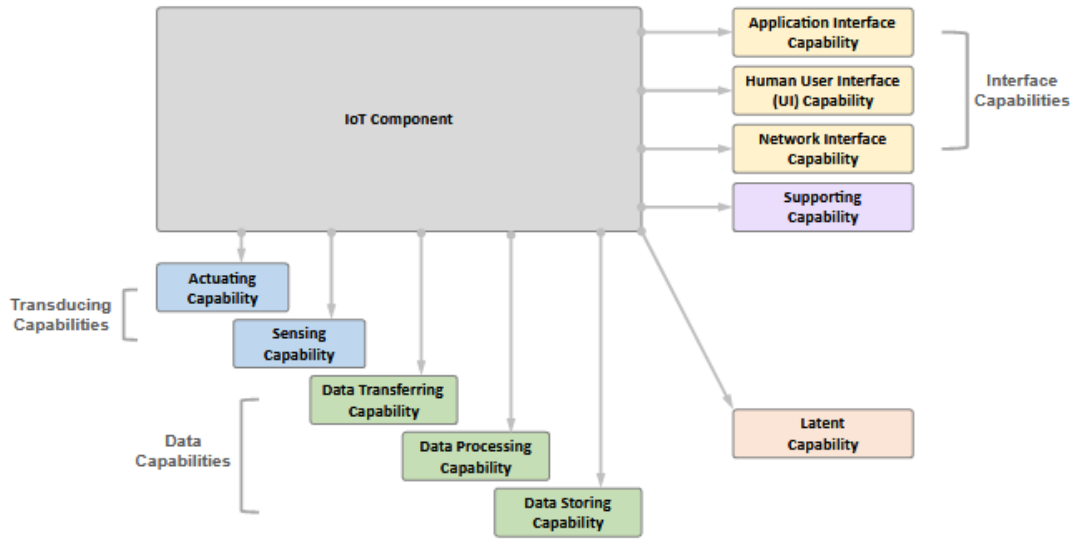 IoT Component
Application Interface
Capability
Human User Interface
(UI) Capability
Network Interface
Capability
Interface
Capabilities
Supporting
Capability
Actuating
Capability
Transducing
Capabilities
Sensing
Capability
Data Transferring
Capability
Data
Capabilities
Data Processing
Capability
Data Storing
Capability
Latent
Capability